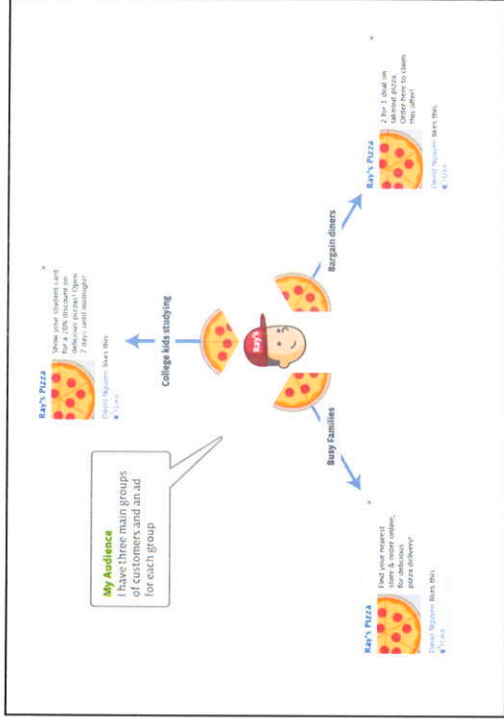 My Audience
I have three main groups
of customers and an ad
for each group
Ray's Pizza
Show your student card
for a 20% discount on
delicious pizzas! Open
7 days until midnight!
David Nguyen likes this
Like
College kids studying
Ray's
Busy Families
Bargain diners
Ray's Pizza
Find your nearest
store & order online,
for delicious
pizza delivery!
David Nguyen likes this
Like
Ray's Pizza
2 for 1 deal on
takeout pizza.
Order here to claim
this offer!
David Nguyen likes this
Like